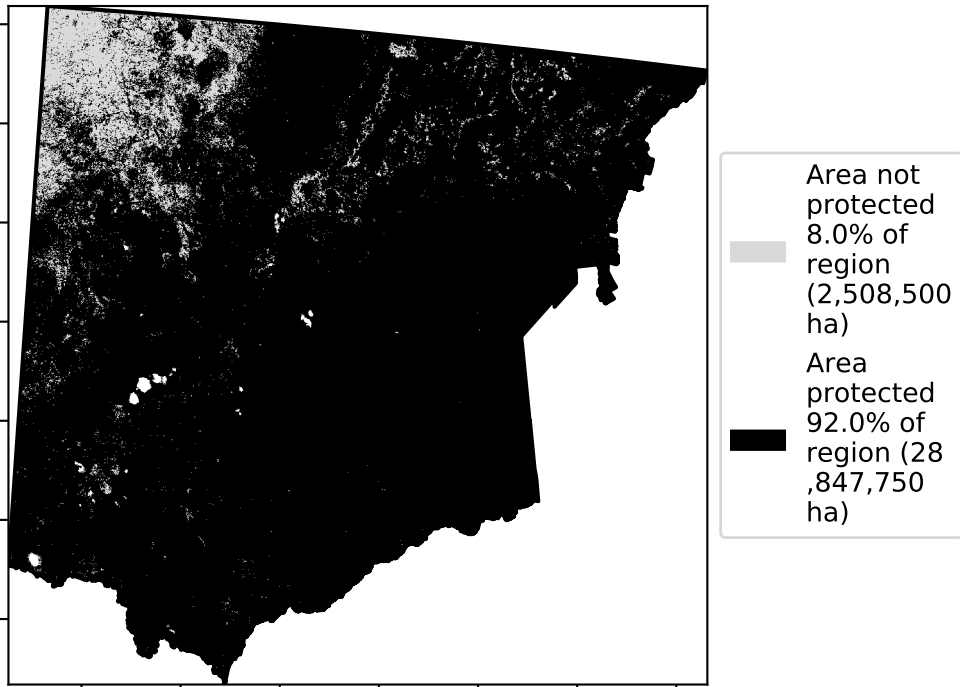 Area not
protected
8.0% of
region
(2,508,500
ha)
Area
protected
92.0% of
region (28
,847,750
ha)